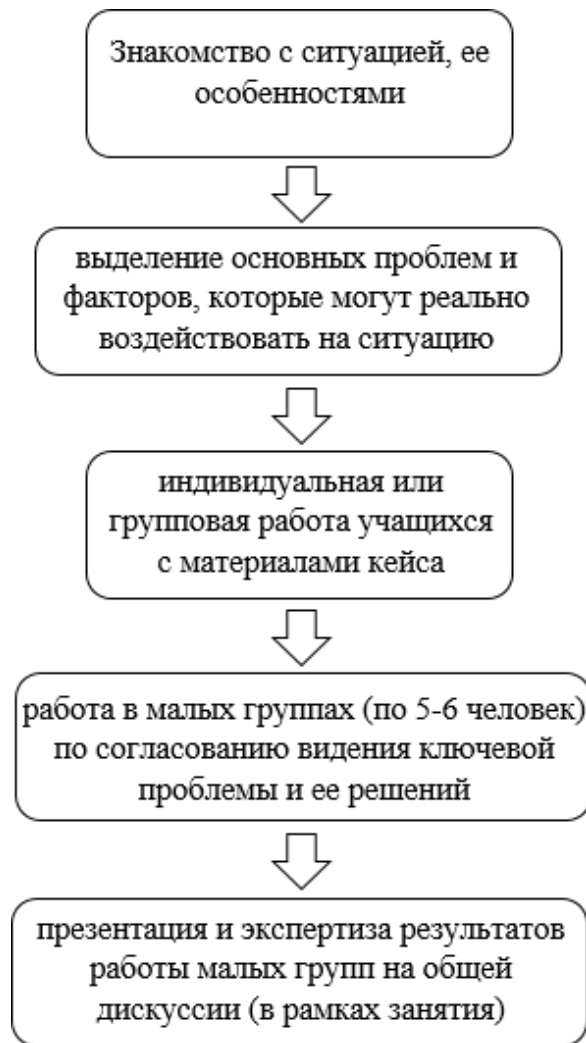 Знакомство с ситуацией, ее
особенностями
выделение основных проблем и
факторов, которые могут реально
воздействовать на ситуацию
индивидуальная или
групповая работа учащихся
с материалами кейса
работа в малых группах (по 5-6 человек)
по согласованию видения ключевой
проблемы и ее решений
презентация и экспертиза результатов
работы малых групп на общей
дискуссии (в рамках занятия)